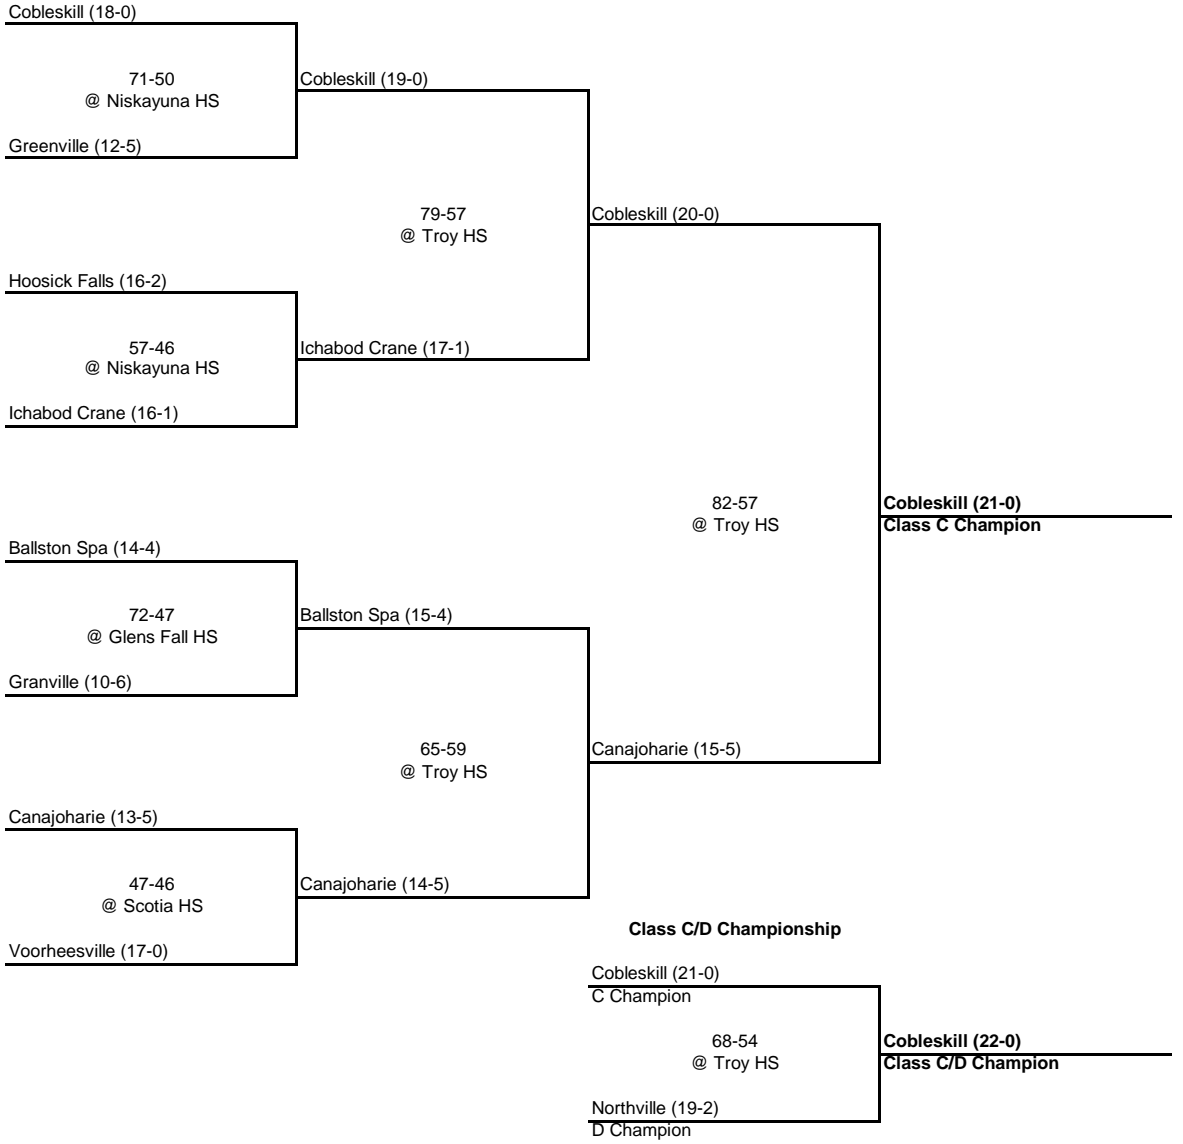 Cobleskill (18-0)
71-50
@ Niskayuna HS
Cobleskill (19-0)
Greenville (12-5)
79-57
@ Troy HS
Cobleskill (20-0)
Hoosick Falls (16-2)
57-46
@ Niskayuna HS
Ichabod Crane (17-1)
Ichabod Crane (16-1)
82-57
@ Troy HS
Cobleskill (21-0)
Class C Champion
Ballston Spa (14-4)
72-47
@ Glens Fall HS
Ballston Spa (15-4)
Granville (10-6)
65-59
@ Troy HS
Canajoharie (15-5)
Canajoharie (13-5)
47-46
@ Scotia HS
Canajoharie (14-5)
Voorheesville (17-0)
Class C/D Championship
Cobleskill (21-0)
C Champion
68-54
@ Troy HS
Cobleskill (22-0)
Class C/D Champion
Northville (19-2)
D Champion